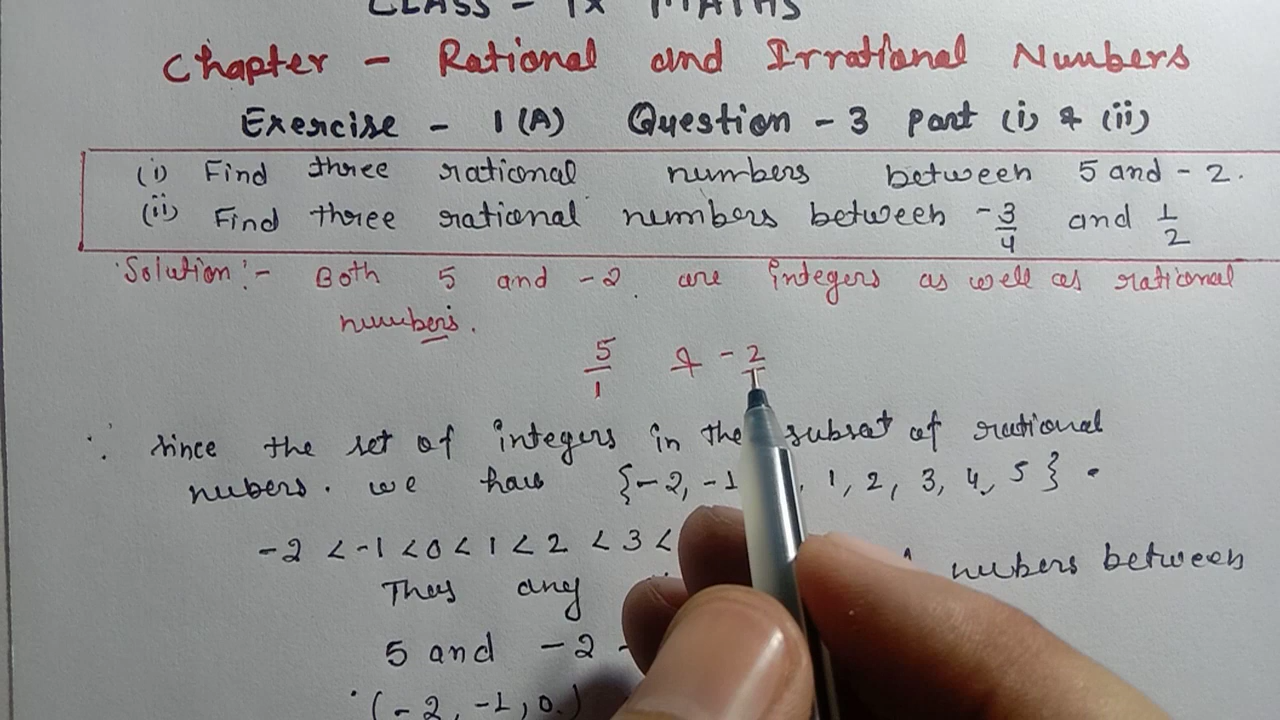 CLASS - IX MATHS
Chapter - Rational and Irrational Numbers
Exercise - 1(A) Question - 3 part (i) & (ii)
(i) Find three rational numbers between 5 and - 2.
(ii) Find three rational numbers between -3/4 and 1/2
Solution:- Both 5 and -2 are integers as well as rational
numbers.
5/1 & -2/1
∵ since the set of integers in the subset of rational
nubers. we have {-2, -1 , 1, 2, 3, 4, 5}
-2 < -1 < 0 < 1 < 2 < 3 <
Thus any nubers between
5 and -2
(-2, -1, 0.)